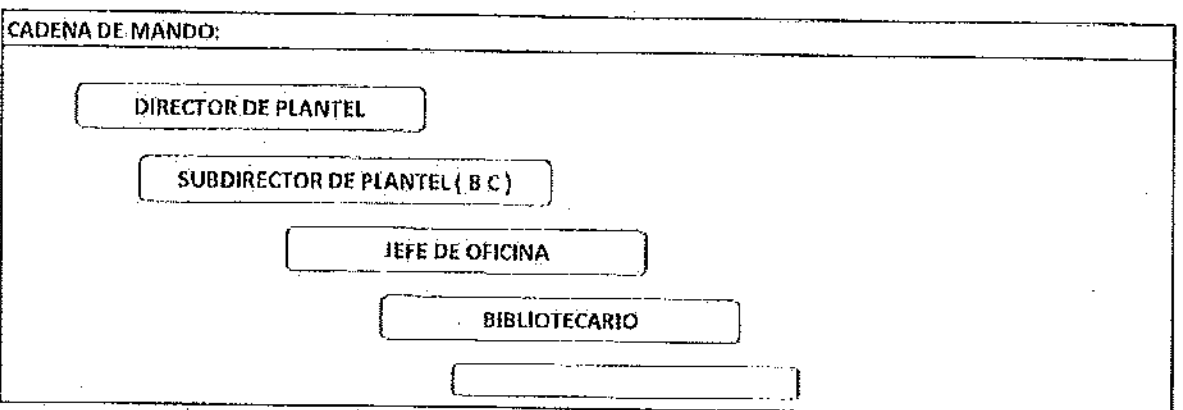 CADENA DE MANDO:
DIRECTOR DE PLANTEL
SUBDIRECTOR DE PLANTEL ( B C )
JEFE DE OFICINA
BIBLIOTECARIO